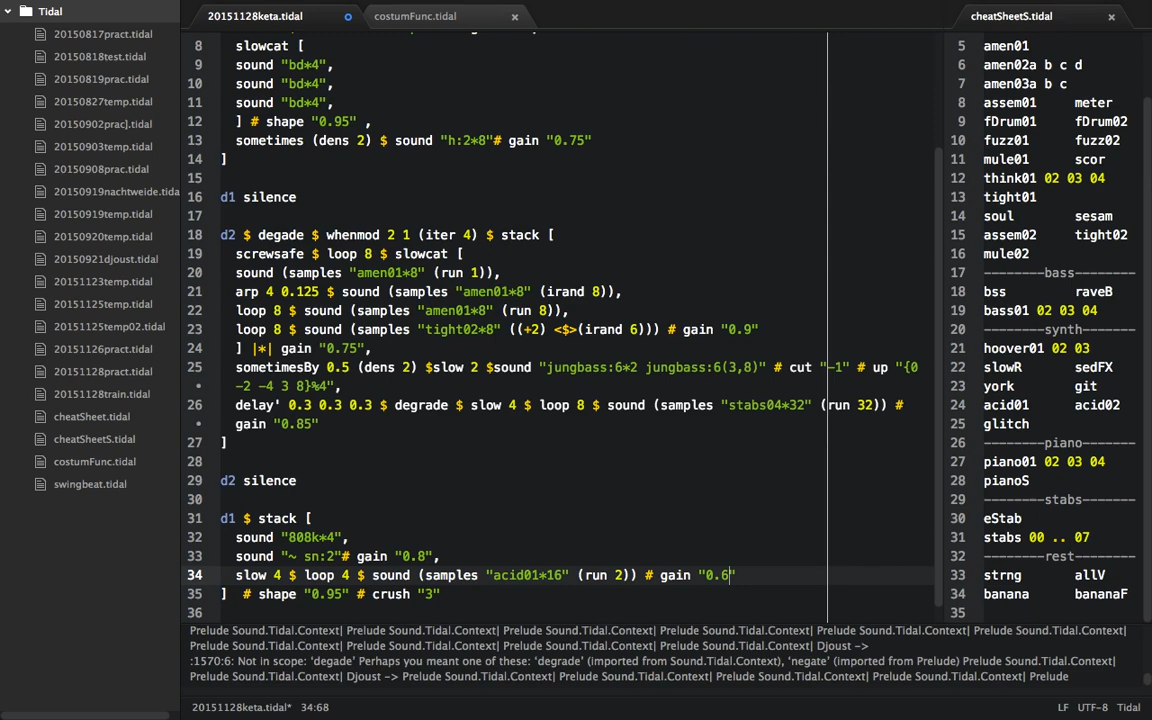 Tidal
20150817pract.tidal
20150818test.tidal
20150819prac.tidal
20150827temp.tidal
20150902prac].tidal
20150903temp.tidal
20150908prac.tidal
20150919nachtweide.tida
20150919temp.tidal
20150920temp.tidal
20150921djoust.tidal
20151123temp.tidal
20151125temp.tidal
20151125temp02.tidal
20151126pract.tidal
20151128pract.tidal
20151128train.tidal
cheatSheet.tidal
cheatSheetS.tidal
costumFunc.tidal
swingbeat.tidal
20151128keta.tidal
costumFunc.tidal
8 slowcat [
9 sound "bd*4",
10 sound "bd*4",
11 sound "bd*4",
12 ] # shape "0.95" ,
13 sometimes (dens 2) $ sound "h:2*8"# gain "0.75"
14 ]
15
16 d1 silence
17
18 d2 $ degade $ whenmod 2 1 (iter 4) $ stack [
19 screwsafe $ loop 8 $ slowcat [
20 sound (samples "amen01*8" (run 1)),
21 arp 4 0.125 $ sound (samples "amen01*8" (irand 8)),
22 loop 8 $ sound (samples "amen01*8" (run 8)),
23 loop 8 $ sound (samples "tight02*8" ((+2) <$>(irand 6))) # gain "0.9"
24 ] |*| gain "0.75",
25 sometimesBy 0.5 (dens 2) $slow 2 $sound "jungbass:6*2 jungbass:6(3,8)" # cut "-1" # up "{0
• -2 -4 3 8}%4",
26 delay' 0.3 0.3 0.3 $ degrade $ slow 4 $ loop 8 $ sound (samples "stabs04*32" (run 32)) #
• gain "0.85"
27 ]
28
29 d2 silence
30
31 d1 $ stack [
32 sound "808k*4",
33 sound "~ sn:2"# gain "0.8",
34 slow 4 $ loop 4 $ sound (samples "acid01*16" (run 2)) # gain "0.6"
35 ] # shape "0.95" # crush "3"
36
cheatSheetS.tidal
5 amen01
6 amen02a b c d
7 amen03a b c
8 assem01 meter
9 fDrum01 fDrum02
10 fuzz01 fuzz02
11 mule01 scor
12 think01 02 03 04
13 tight01
14 soul sesam
15 assem02 tight02
16 mule02
17 --------bass-------
18 bss raveB
19 bass01 02 03 04
20 --------synth------
21 hoover01 02 03
22 slowR sedFX
23 york git
24 acid01 acid02
25 glitch
26 --------piano-------
27 piano01 02 03 04
28 pianoS
29 --------stabs------
30 eStab
31 stabs 00 .. 07
32 --------rest-------
33 strng allV
34 banana bananaF
35
Prelude Sound.Tidal.Context| Prelude Sound.Tidal.Context| Prelude Sound.Tidal.Context| Prelude Sound.Tidal.Context| Prelude Sound.Tidal.Context| Prelude Sound.Tidal.Context|
Prelude Sound.Tidal.Context| Prelude Sound.Tidal.Context| Prelude Sound.Tidal.Context| Prelude Sound.Tidal.Context| Djoust ->
:1570:6: Not in scope: ‘degade’ Perhaps you meant one of these: ‘degrade’ (imported from Sound.Tidal.Context), ‘negate’ (imported from Prelude) Prelude Sound.Tidal.Context|
Prelude Sound.Tidal.Context| Djoust -> Prelude Sound.Tidal.Context| Prelude Sound.Tidal.Context| Prelude Sound.Tidal.Context| Prelude Sound.Tidal.Context| Prelude
20151128keta.tidal* 34:68
LF UTF-8 Tidal